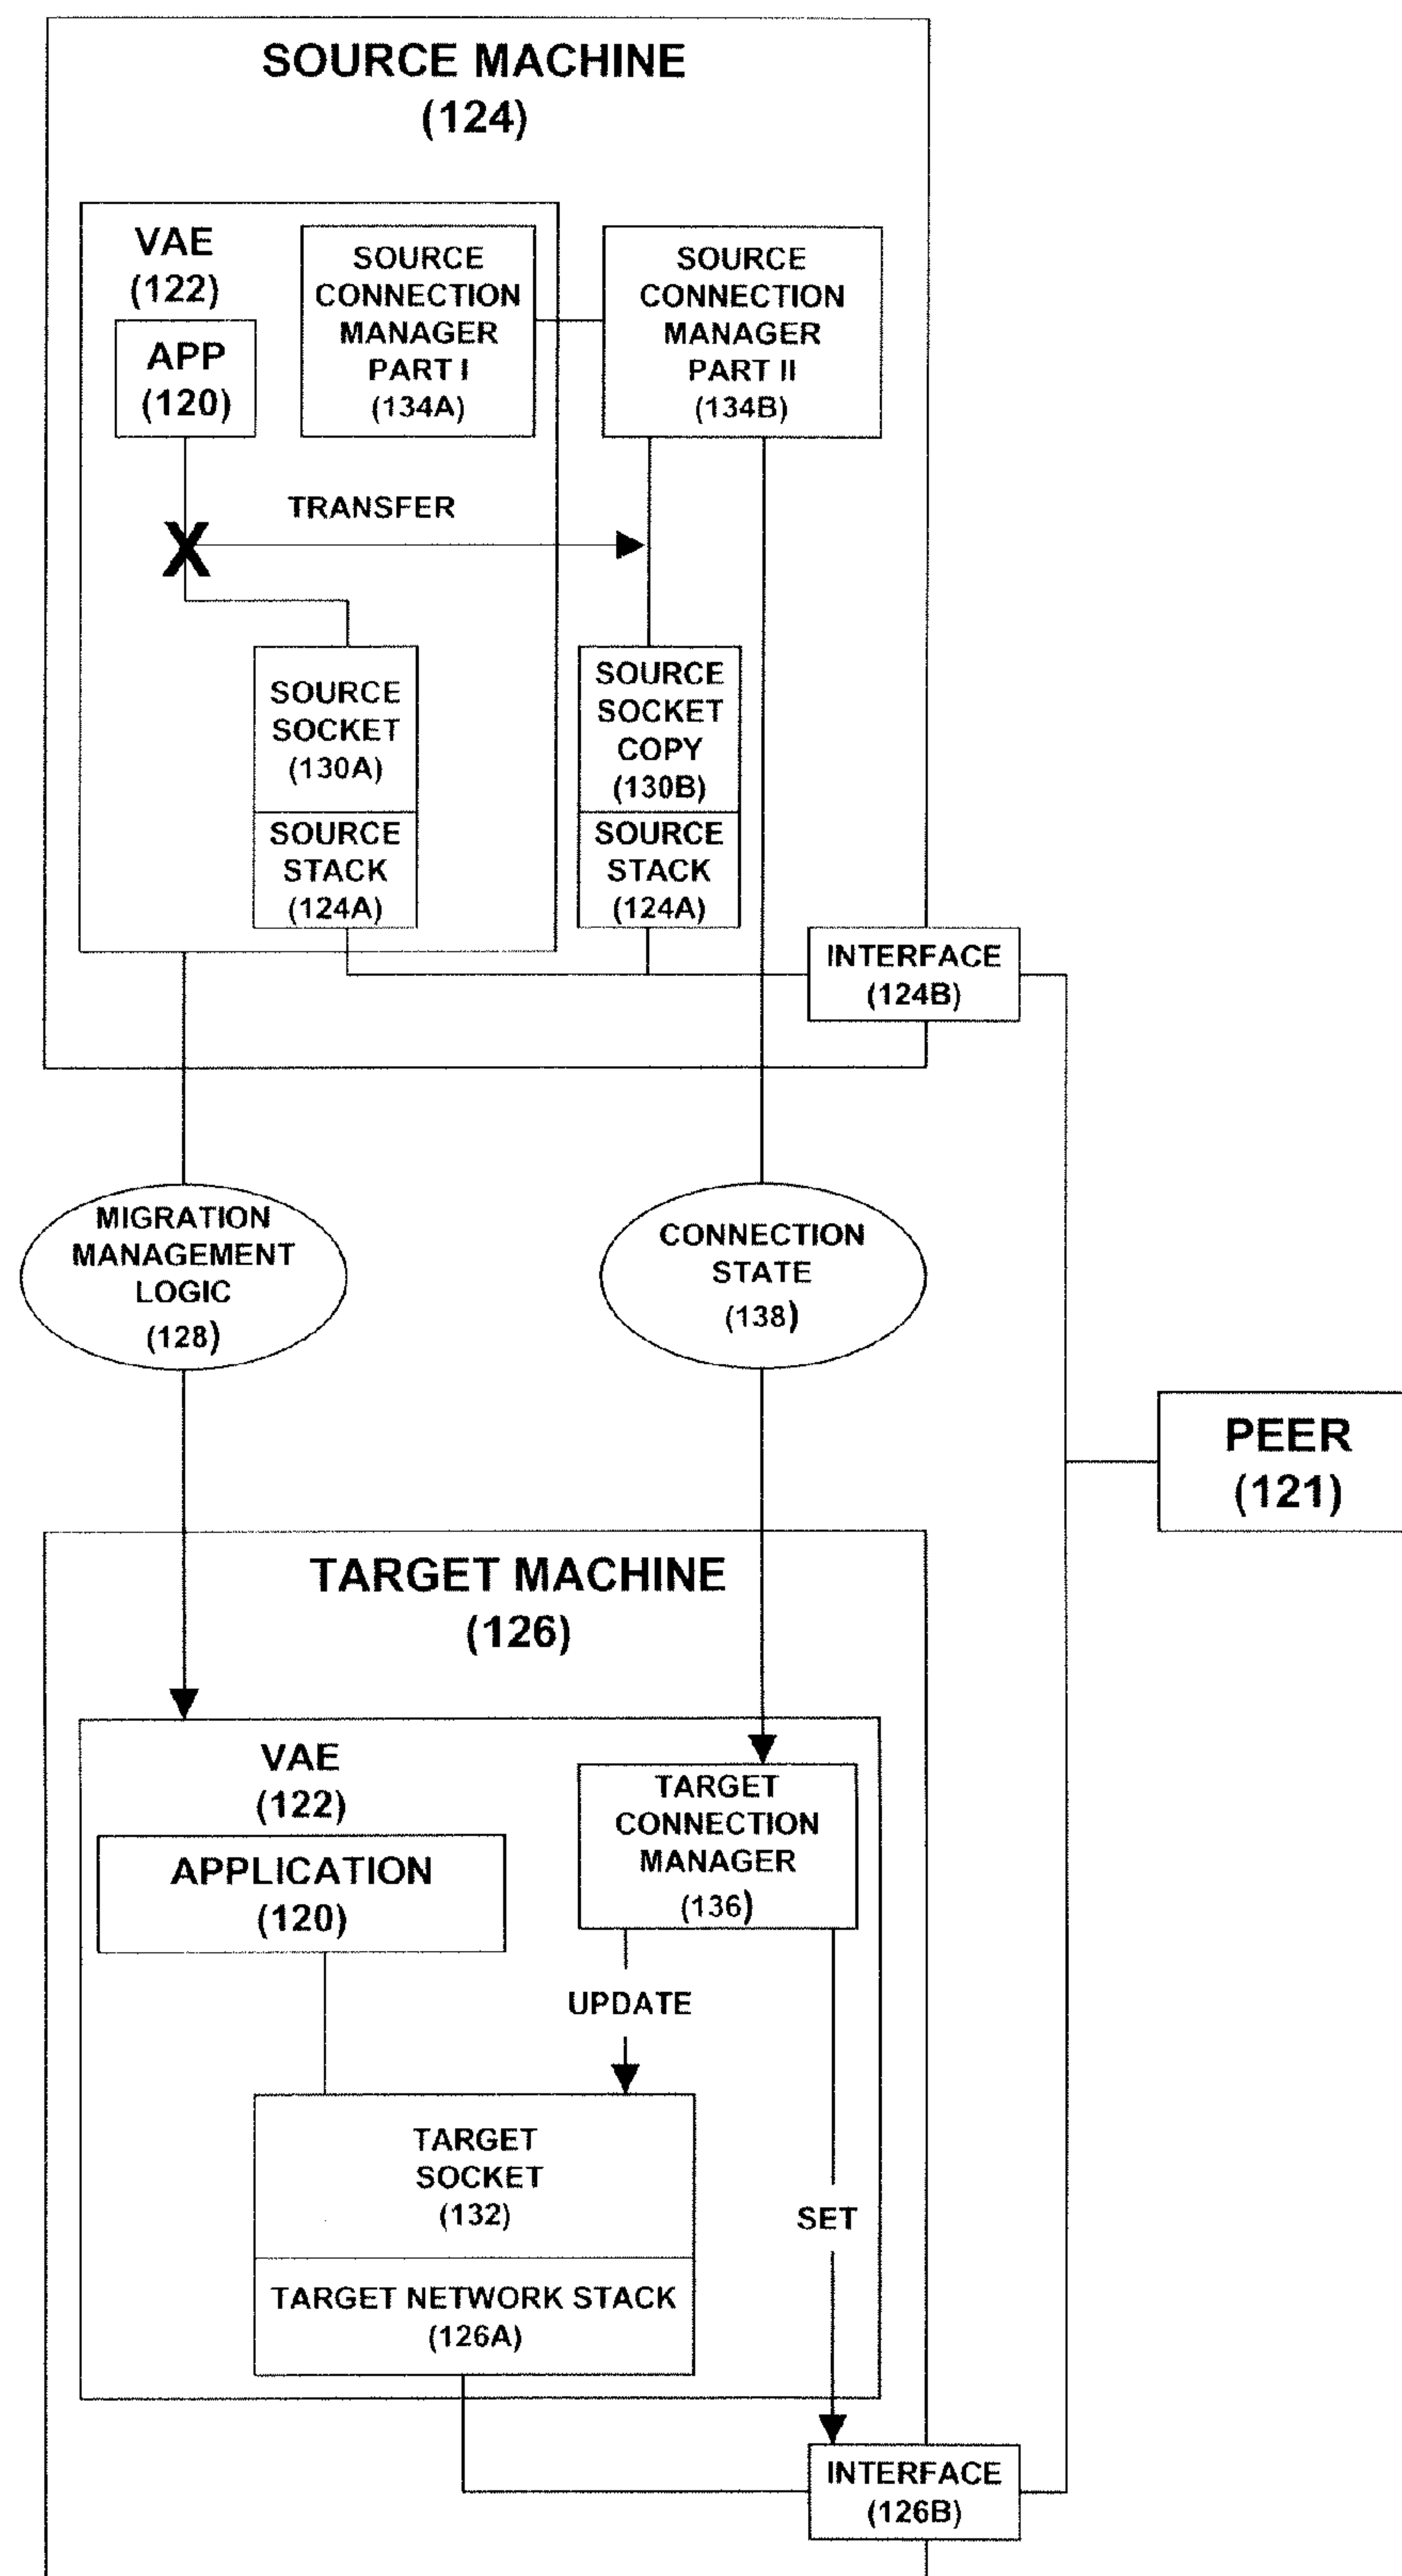 SOURCE MACHINE
(124)
VAE
(122)
APP
(120)
SOURCE
CONNECTION
MANAGER
PART I
(134A)
SOURCE
CONNECTION
MANAGER
PART II
(134B)
TRANSFER
X
SOURCE
SOCKET
(130A)
SOURCE
STACK
(124A)
SOURCE
SOCKET
COPY
(130B)
SOURCE
STACK
(124A)
INTERFACE
(124B)
MIGRATION
MANAGEMENT
LOGIC
(128)
CONNECTION
STATE
(138)
PEER
(121)
TARGET MACHINE
(126)
VAE
(122)
APPLICATION
(120)
TARGET
CONNECTION
MANAGER
(136)
UPDATE
TARGET
SOCKET
(132)
TARGET NETWORK STACK
(126A)
SET
INTERFACE
(126B)